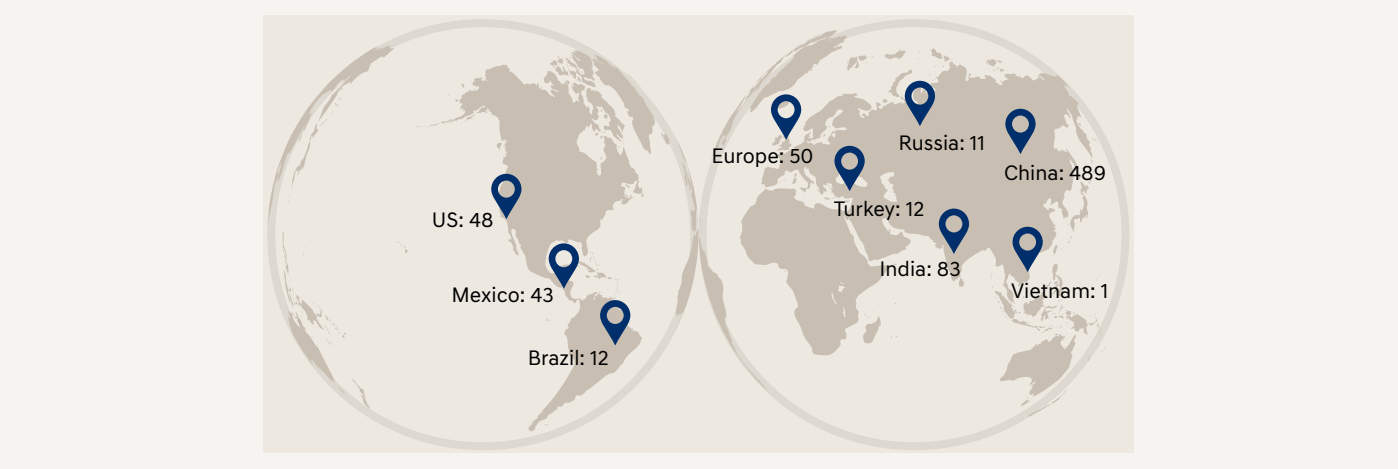 US: 48
Mexico: 43
Brazil: 12
Europe: 50
Turkey: 12
Russia: 11
China: 489
India: 83
Vietnam: 1